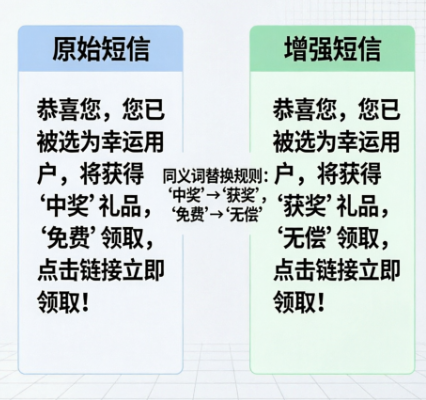 原始短信
恭喜您，您已
被选为幸运用
户，将获得
‘中奖’礼品，
‘免费’领取，
点击链接立即
领取！
同义词替换规则：
‘中奖’→‘获奖’，
‘免费’→‘无偿’
增强短信
恭喜您，您已
被选为幸运用
户，将获得
‘获奖’礼品，
‘无偿’领取，
点击链接立即
领取！